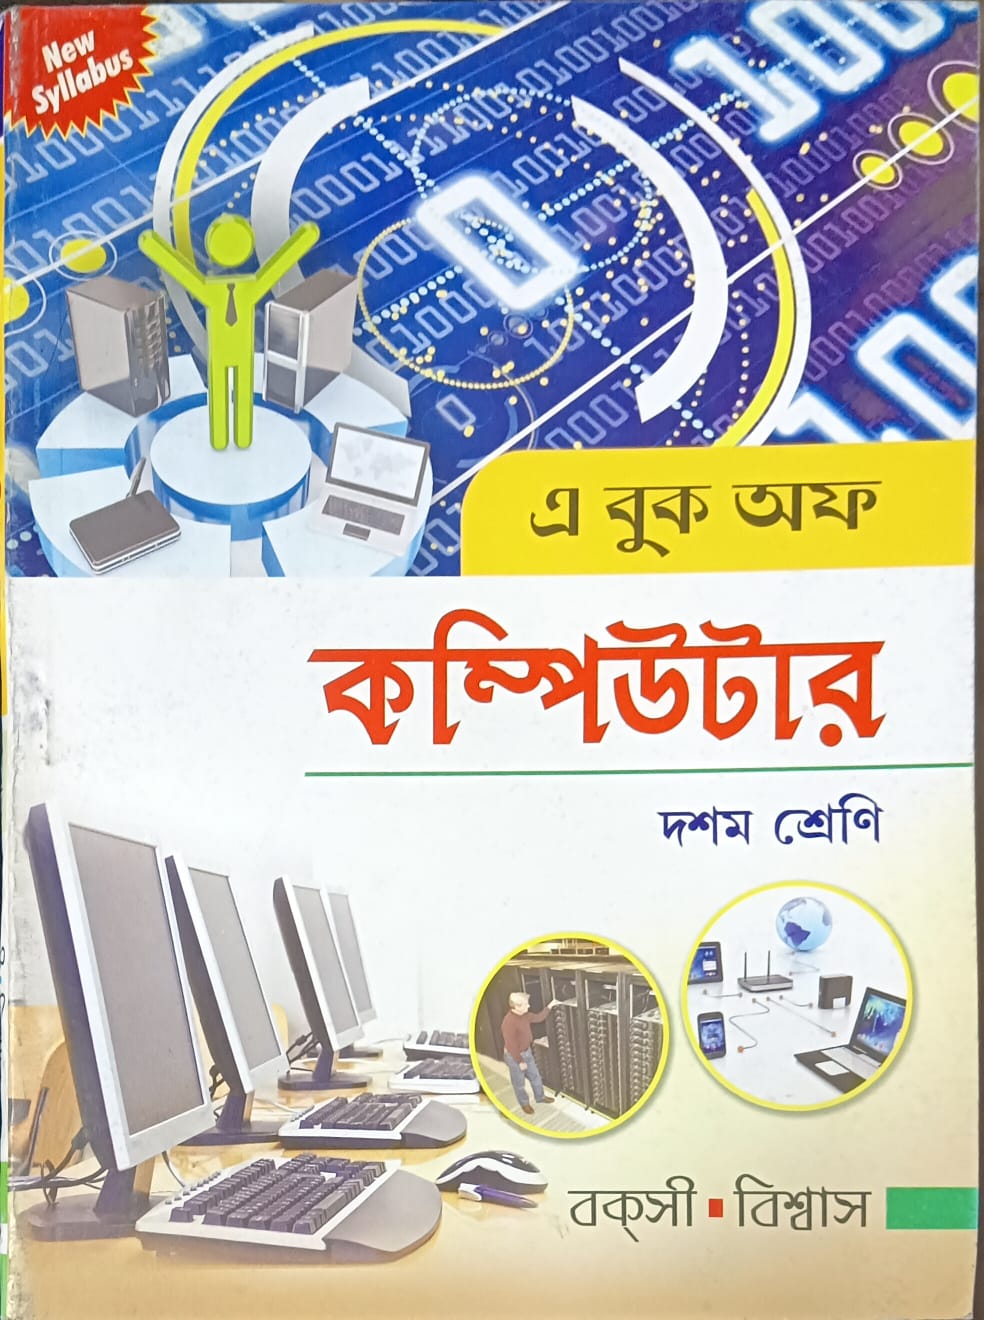 New
Syllabus
এ বুক অফ
কম্পিউটার
দশম শ্রেণি
বক্সী ▪ বিশ্বাস